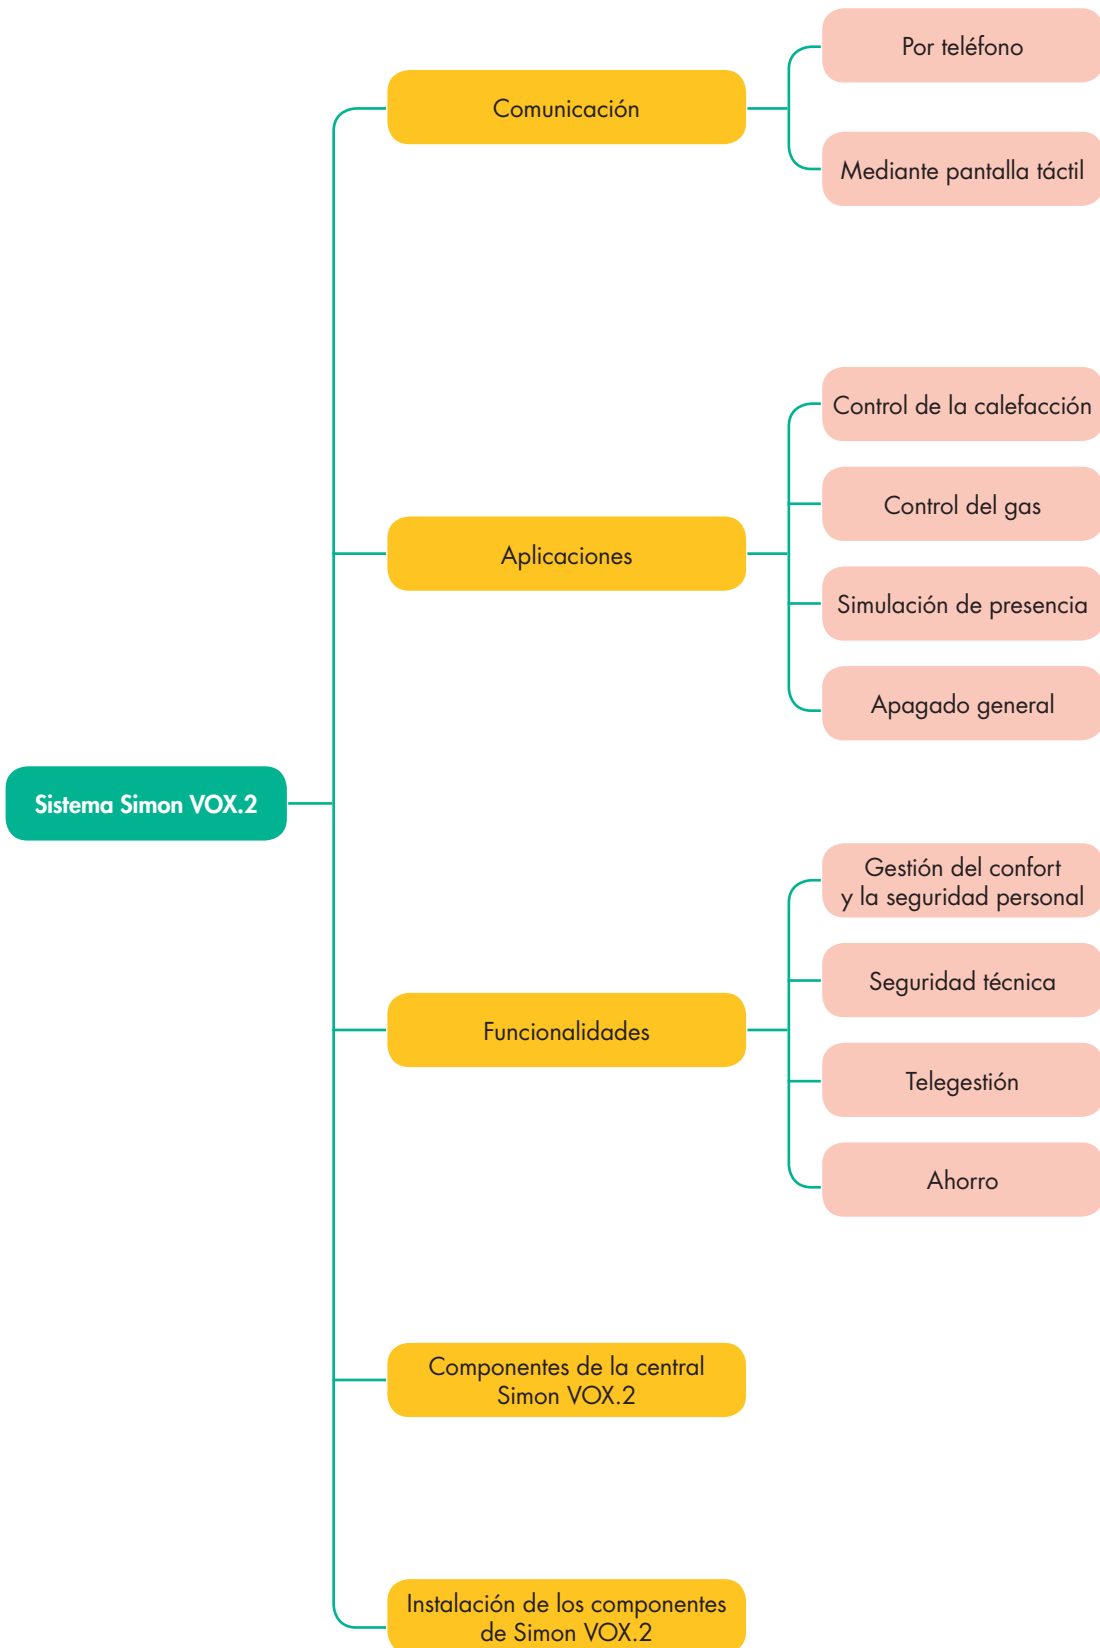 Sistema Simon VOX.2
Comunicación
Por teléfono
Mediante pantalla táctil
Aplicaciones
Control de la calefacción
Control del gas
Simulación de presencia
Apagado general
Funcionalidades
Gestión del confort
y la seguridad personal
Seguridad técnica
Telegestión
Ahorro
Componentes de la central
Simon VOX.2
Instalación de los componentes
de Simon VOX.2